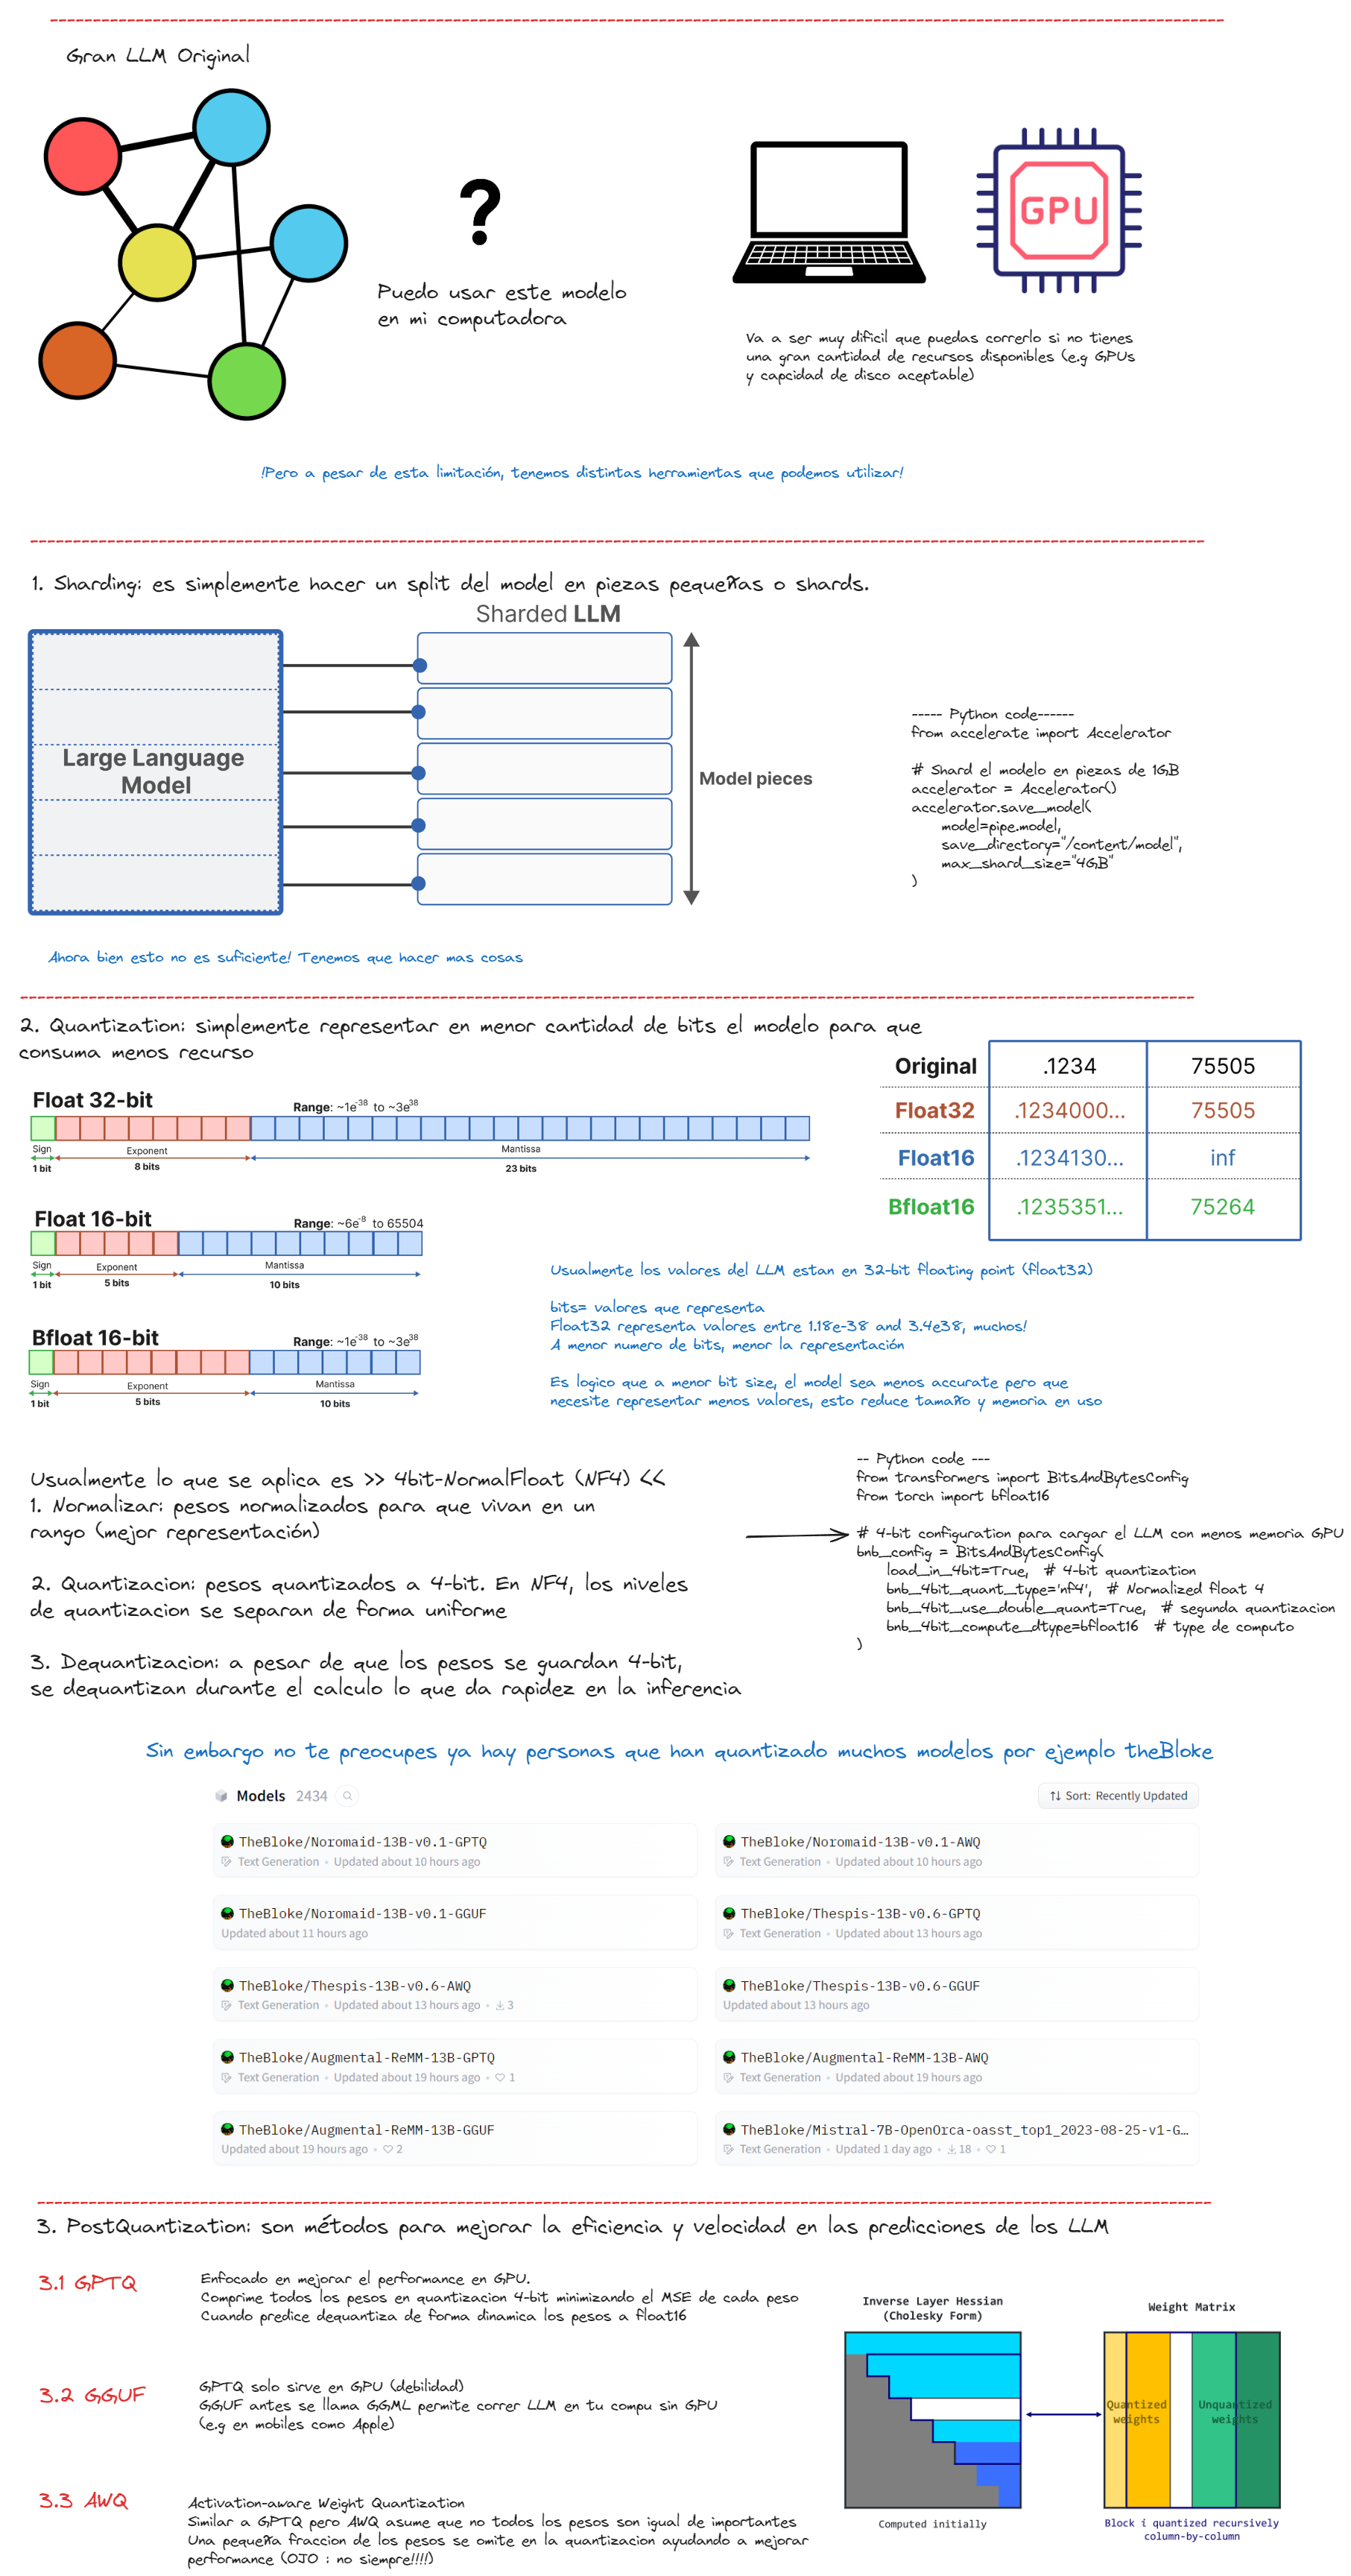 Gran LLM Original
?
Puedo usar este modelo
en mi computadora
GPU
Va a ser muy dificil que puedas correrlo si no tienes
una gran cantidad de recursos disponibles (e.g GPUs
y capcidad de disco aceptable)
!Pero a pesar de esta limitación, tenemos distintas herramientas que podemos utilizar!
1. Sharding: es simplemente hacer un split del model en piezas pequeñas o shards.
Sharded LLM
Large Language
Model
Model pieces
----- Python code------
from accelerate import Accelerator
# Shard el modelo en piezas de 1GB
accelerator = Accelerator()
accelerator.save_model(
model=pipe.model,
save_directory="/content/model",
max_shard_size="4GB"
)
Ahora bien esto no es suficiente! Tenemos que hacer mas cosas
2. Quantization: simplemente representar en menor cantidad de bits el modelo para que
consuma menos recurso
Original .1234 75505
Float32 .1234000... 75505
Float16 .1234130... inf
Bfloat16 .1235351... 75264
Float 32-bit
Range: ~1e-38 to ~3e38
Sign Exponent Mantissa
1 bit 8 bits 23 bits
Float 16-bit
Range: ~6e-8 to 65504
Sign Exponent Mantissa
1 bit 5 bits 10 bits
Bfloat 16-bit
Range: ~1e-38 to ~3e38
Sign Exponent Mantissa
1 bit 5 bits 10 bits
Usualmente los valores del LLM estan en 32-bit floating point (float32)
bits= valores que representa
Float32 representa valores entre 1.18e-38 and 3.4e38, muchos!
A menor numero de bits, menor la representación
Es logico que a menor bit size, el model sea menos accurate pero que
necesite representar menos valores, esto reduce tamaño y memoria en uso
Usualmente lo que se aplica es >> 4bit-NormalFloat (NF4) <<
1. Normalizar: pesos normalizados para que vivan en un
rango (mejor representación)
2. Quantizacion: pesos quantizados a 4-bit. En NF4, los niveles
de quantizacion se separan de forma uniforme
3. Dequantizacion: a pesar de que los pesos se guardan 4-bit,
se dequantizan durante el calculo lo que da rapidez en la inferencia
-- Python code ---
from transformers import BitsAndBytesConfig
from torch import bfloat16
# 4-bit configuration para cargar el LLM con menos memoria GPU
bnb_config = BitsAndBytesConfig(
load_in_4bit=True, # 4-bit quantization
bnb_4bit_quant_type='nf4', # Normalized float 4
bnb_4bit_use_double_quant=True, # segunda quantizacion
bnb_4bit_compute_dtype=bfloat16 # type de computo
)
Sin embargo no te preocupes ya hay personas que han quantizado muchos modelos por ejemplo theBloke
Models 2434
Sort: Recently Updated
TheBloke/Noromaid-13B-v0.1-GPTQ
Text Generation • Updated about 10 hours ago
TheBloke/Noromaid-13B-v0.1-AWQ
Text Generation • Updated about 10 hours ago
TheBloke/Noromaid-13B-v0.1-GGUF
Updated about 11 hours ago
TheBloke/Thespis-13B-v0.6-GPTQ
Text Generation • Updated about 13 hours ago
TheBloke/Thespis-13B-v0.6-AWQ
Text Generation • Updated about 13 hours ago • 3
TheBloke/Thespis-13B-v0.6-GGUF
Updated about 13 hours ago
TheBloke/Augmental-ReMM-13B-GPTQ
Text Generation • Updated about 19 hours ago • 1
TheBloke/Augmental-ReMM-13B-AWQ
Text Generation • Updated about 19 hours ago
TheBloke/Augmental-ReMM-13B-GGUF
Updated about 19 hours ago • 2
TheBloke/Mistral-7B-OpenOrca-oasst_top1_2023-08-25-v1-G…
Text Generation • Updated 1 day ago • 18 • 1
3. PostQuantization: son métodos para mejorar la eficiencia y velocidad en las predicciones de los LLM
3.1 GPTQ
Enfocado en mejorar el performance en GPU.
Comprime todos los pesos en quantizacion 4-bit minimizando el MSE de cada peso
Cuando predice dequantiza de forma dinamica los pesos a float16
3.2 GGUF
GPTQ solo sirve en GPU (debilidad)
GGUF antes se llama GGML permite correr LLM en tu compu sin GPU
(e.g en mobiles como Apple)
3.3 AWQ
Activation-aware Weight Quantization
Similar a GPTQ pero AWQ asume que no todos los pesos son igual de importantes
Una pequeña fraccion de los pesos se omite en la quantizacion ayudando a mejorar
performance (OJO : no siempre!!!!)
Inverse Layer Hessian
(Cholesky Form)
Computed initially
Weight Matrix
Quantized
weights
Unquantized
weights
Block i quantized recursively
column-by-column